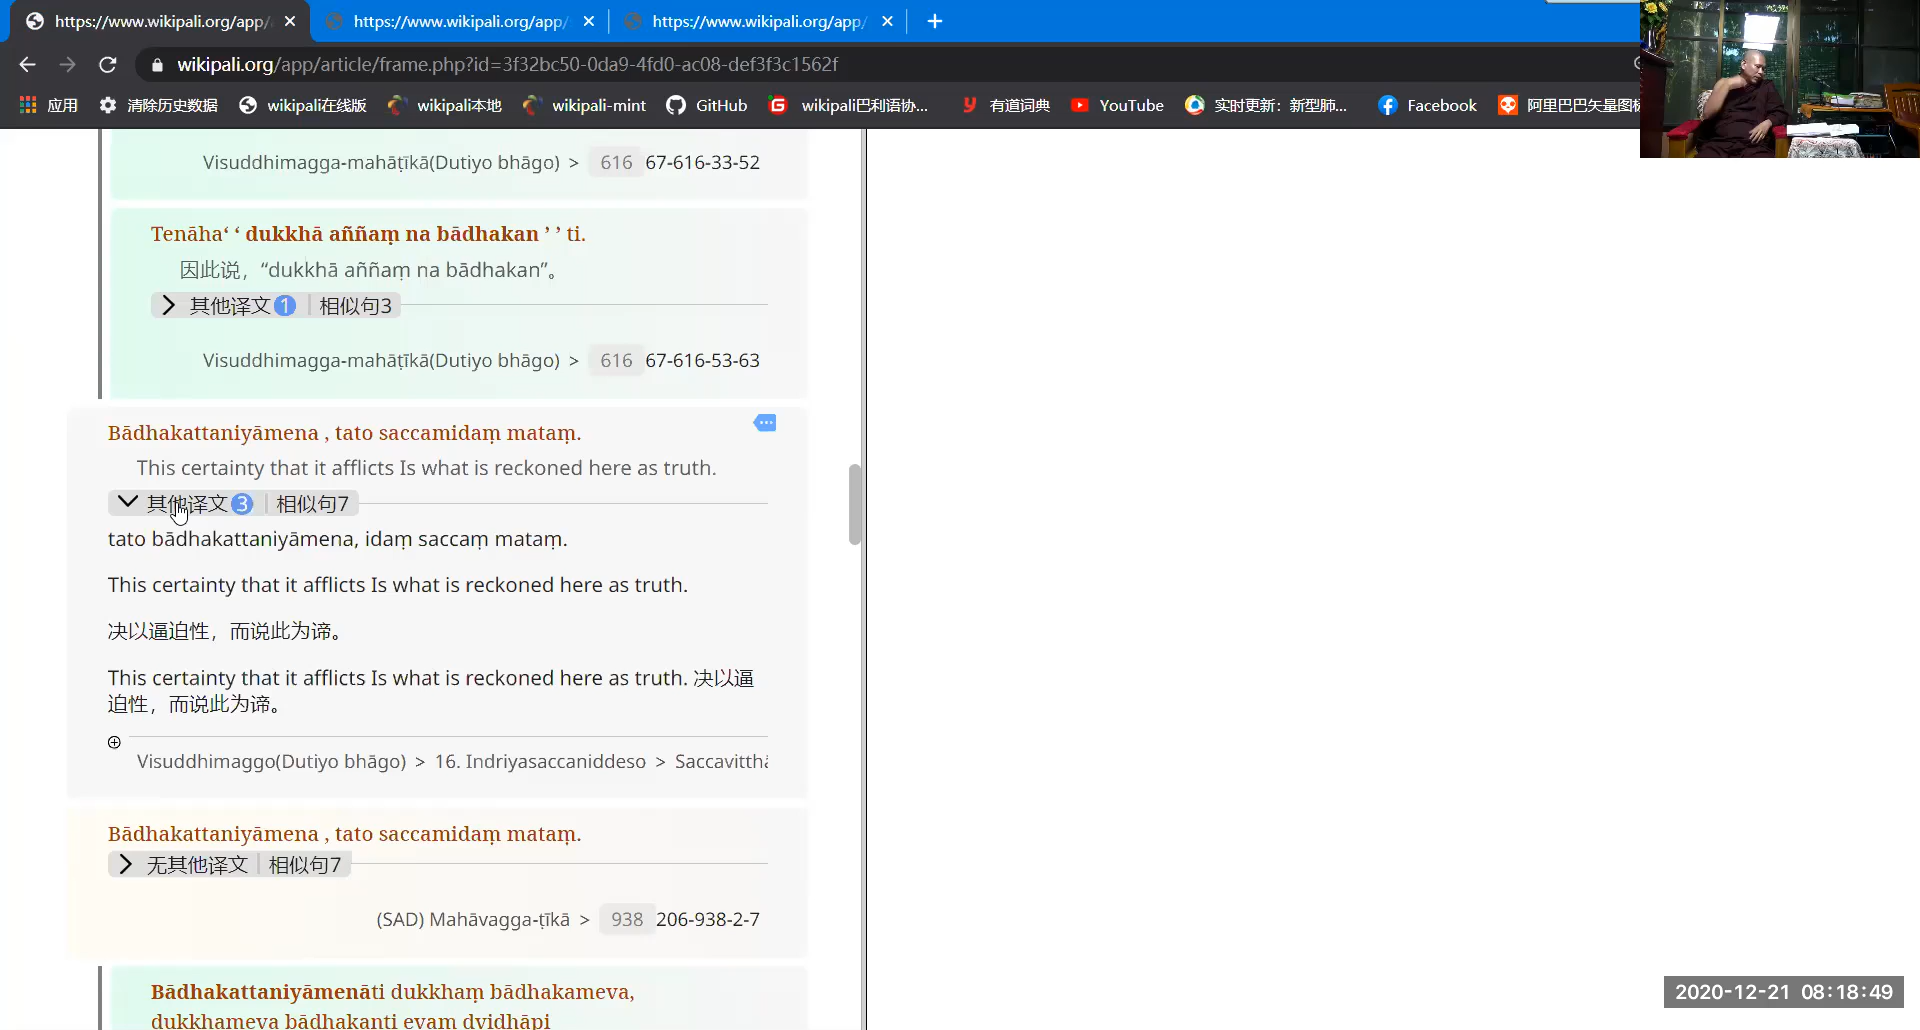 https://www.wikipali.org/app/
https://www.wikipali.org/app/
https://www.wikipali.org/app/
wikipali.org/app/article/frame.php?id=3f32bc50-0da9-4fd0-ac08-def3f3c1562f
应用 清除历史数据 wikipali在线版 wikipali本地 wikipali-mint GitHub wikipali巴利语协... 有道词典 YouTube 实时更新：新型肺... Facebook 阿里巴巴矢量图标
Visuddhimagga-mahāṭīkā(Dutiyo bhāgo) > 616 67-616-33-52
Tenāha‘ ‘ dukkhā aññaṃ na bādhakan ’ ’ ti.
因此说，“dukkhā aññaṃ na bādhakan”。
其他译文 1 相似句3
Visuddhimagga-mahāṭīkā(Dutiyo bhāgo) > 616 67-616-53-63
Bādhakattaniyāmena , tato saccamidaṃ mataṃ.
This certainty that it afflicts Is what is reckoned here as truth.
其他译文 3 相似句7
tato bādhakattaniyāmena, idaṃ saccaṃ mataṃ.
This certainty that it afflicts Is what is reckoned here as truth.
决以逼迫性，而说此为谛。
This certainty that it afflicts Is what is reckoned here as truth. 决以逼
迫性，而说此为谛。
Visuddhimaggo(Dutiyo bhāgo) > 16. Indriyasaccaniddeso > Saccavitthā
Bādhakattaniyāmena , tato saccamidaṃ mataṃ.
无其他译文 相似句7
(SAD) Mahāvagga-ṭīkā > 938 206-938-2-7
Bādhakattaniyāmenāti dukkhaṃ bādhakameva,
dukkhameva bādhakanti evaṃ dvidhāpi
2020-12-21 08:18:49